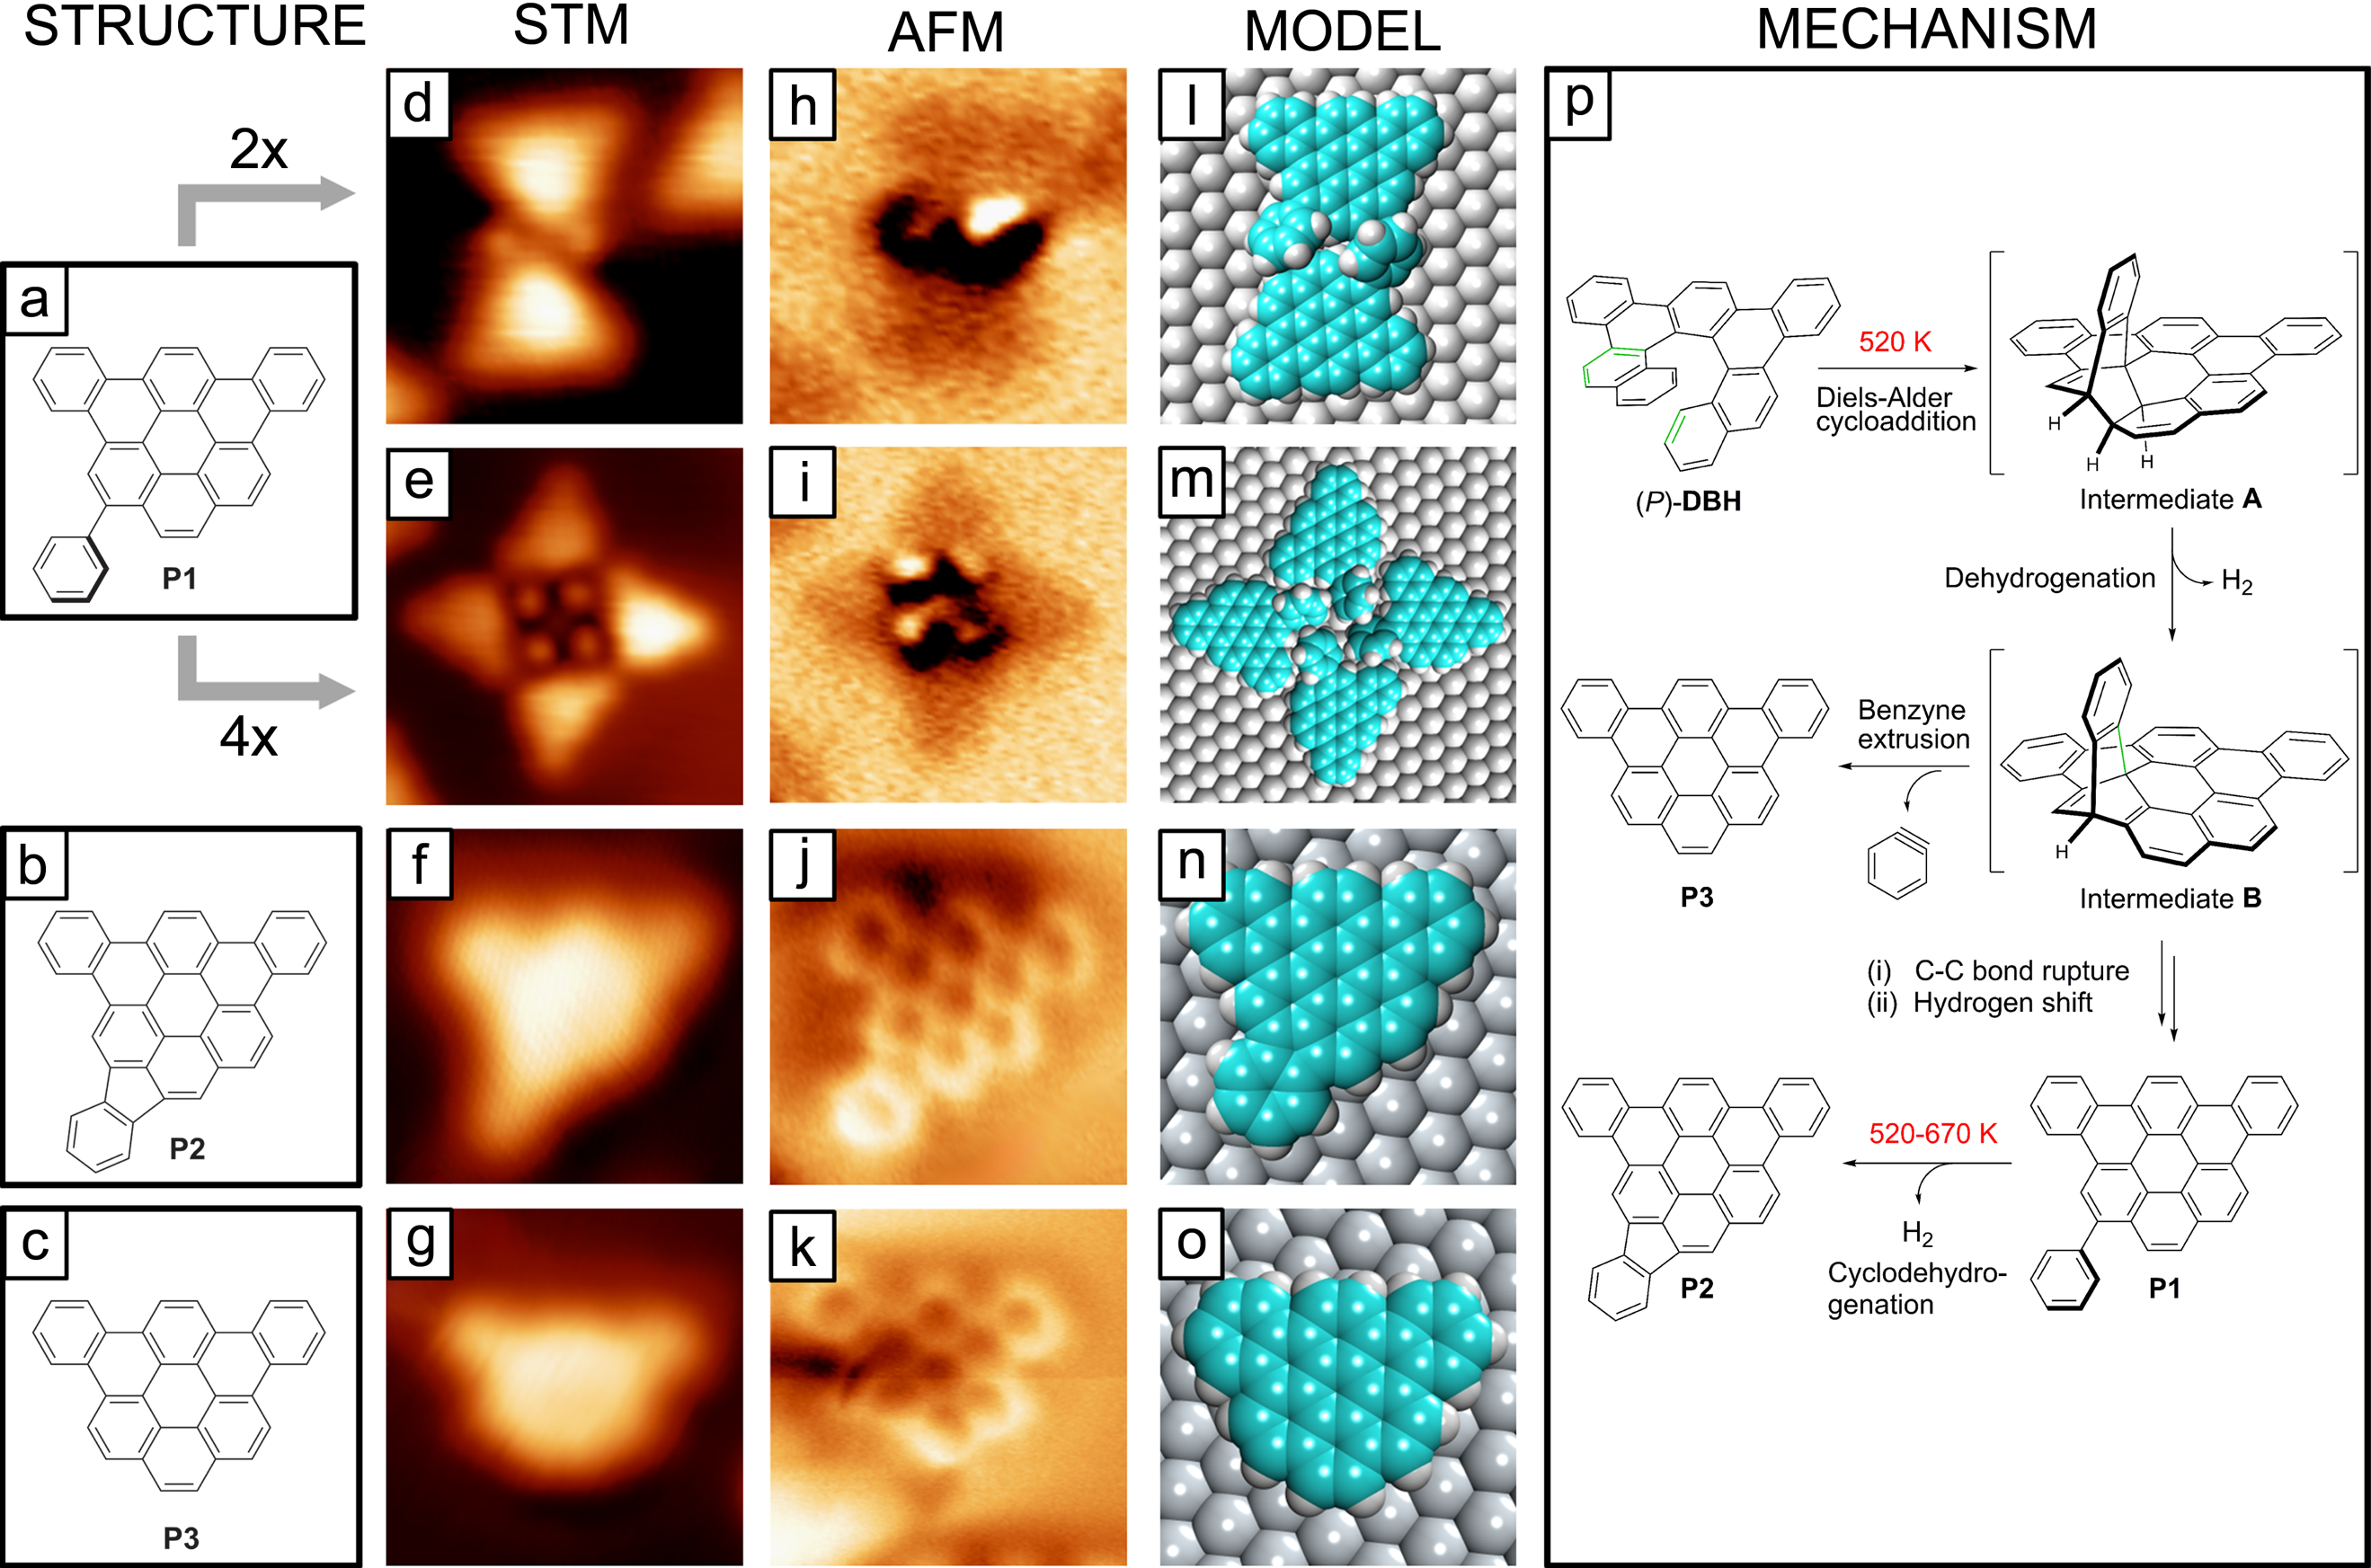 STRUCTURE
STM
AFM
MODEL
MECHANISM
2x
a
P1
4x
b
P2
c
P3
d
e
f
g
h
i
j
k
l
m
n
o
p
(P)-DBH
520 K
Diels-Alder
cycloaddition
H
H
H
Intermediate A
Dehydrogenation
H2
H
Intermediate B
Benzyne
extrusion
P3
(i) C-C bond rupture
(ii) Hydrogen shift
P1
520-670 K
H2
Cyclodehydro-
genation
P2